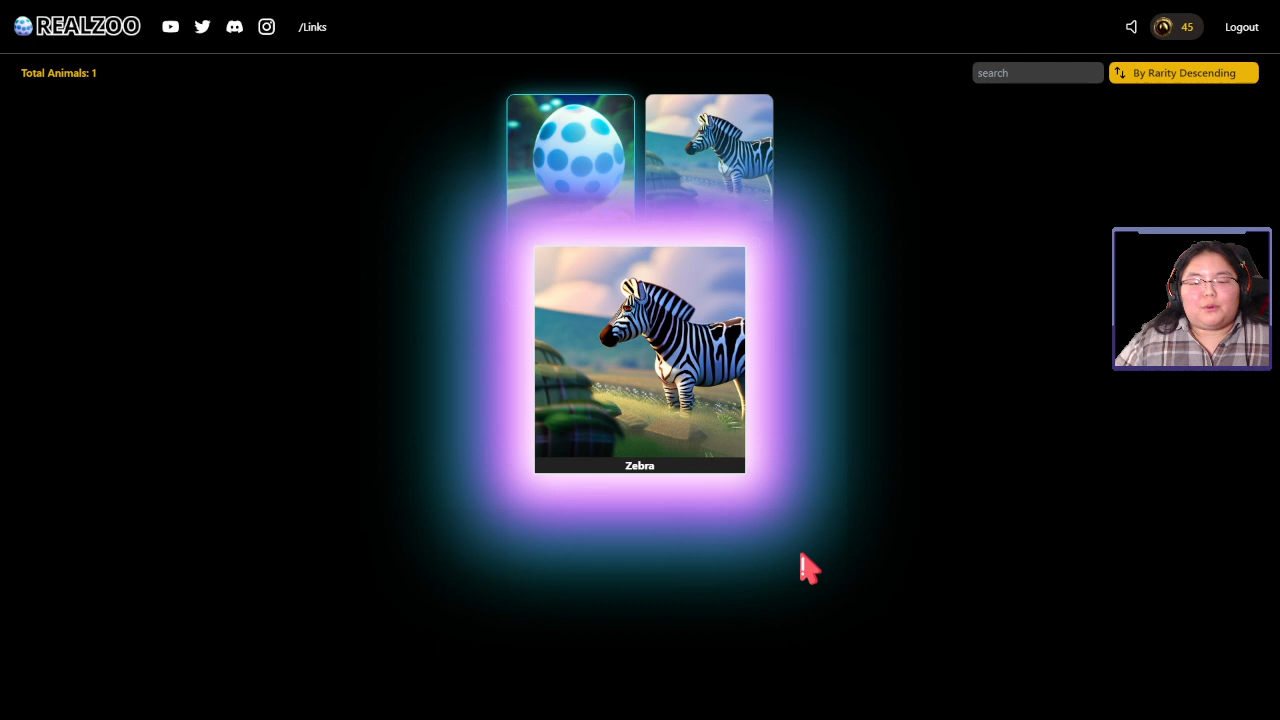 REALZOO
/Links
45
Logout
Total Animals: 1
search
By Rarity Descending
Zebra